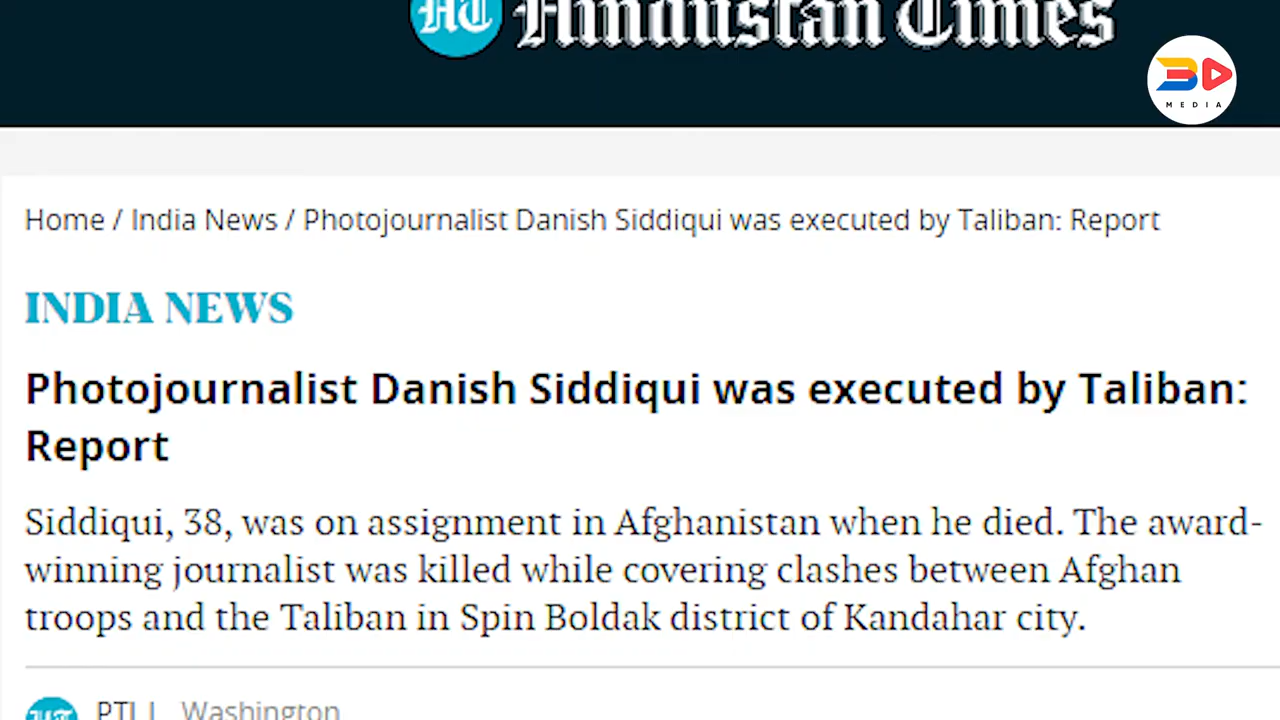 HT Hindustan Times
BD
MEDIA
Home / India News / Photojournalist Danish Siddiqui was executed by Taliban: Report
INDIA NEWS
Photojournalist Danish Siddiqui was executed by Taliban:
Report
Siddiqui, 38, was on assignment in Afghanistan when he died. The award-
winning journalist was killed while covering clashes between Afghan
troops and the Taliban in Spin Boldak district of Kandahar city.
HT PTI | Washington